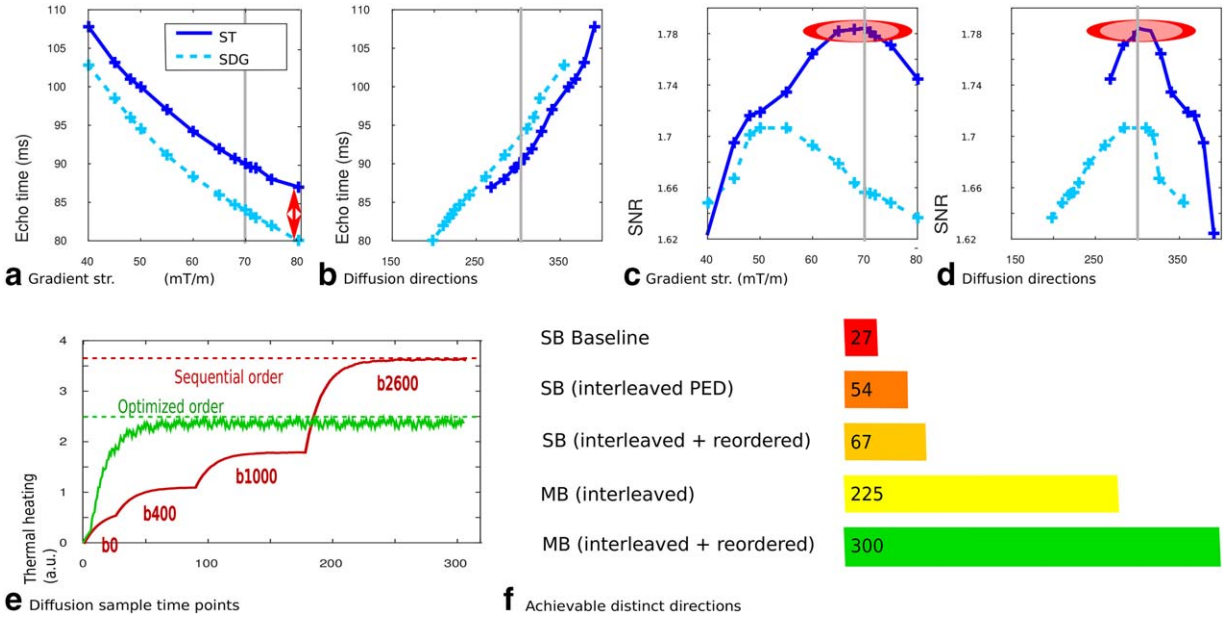 110
105
100
95
90
85
80
Echo time (ms)
ST
SDG
40 50 60 70 80
a Gradient str. (mT/m)
110
105
100
95
90
85
80
Echo time (ms)
150 250 350
b Diffusion directions
1.78
1.74
1.7
1.66
1.62
SNR
40 50 60 70 80
c Gradient str. (mT/m)
1.78
1.74
1.7
1.66
1.62
SNR
150 250 350
d Diffusion directions
4
3
2
1
0
Thermal heating
(a.u.)
Sequential order
Optimized order
b2600
b1000
b400
b0
0 100 200 300
e Diffusion sample time points
SB Baseline 27
SB (interleaved PED) 54
SB (interleaved + reordered) 67
MB (interleaved) 225
MB (interleaved + reordered) 300
f Achievable distinct directions